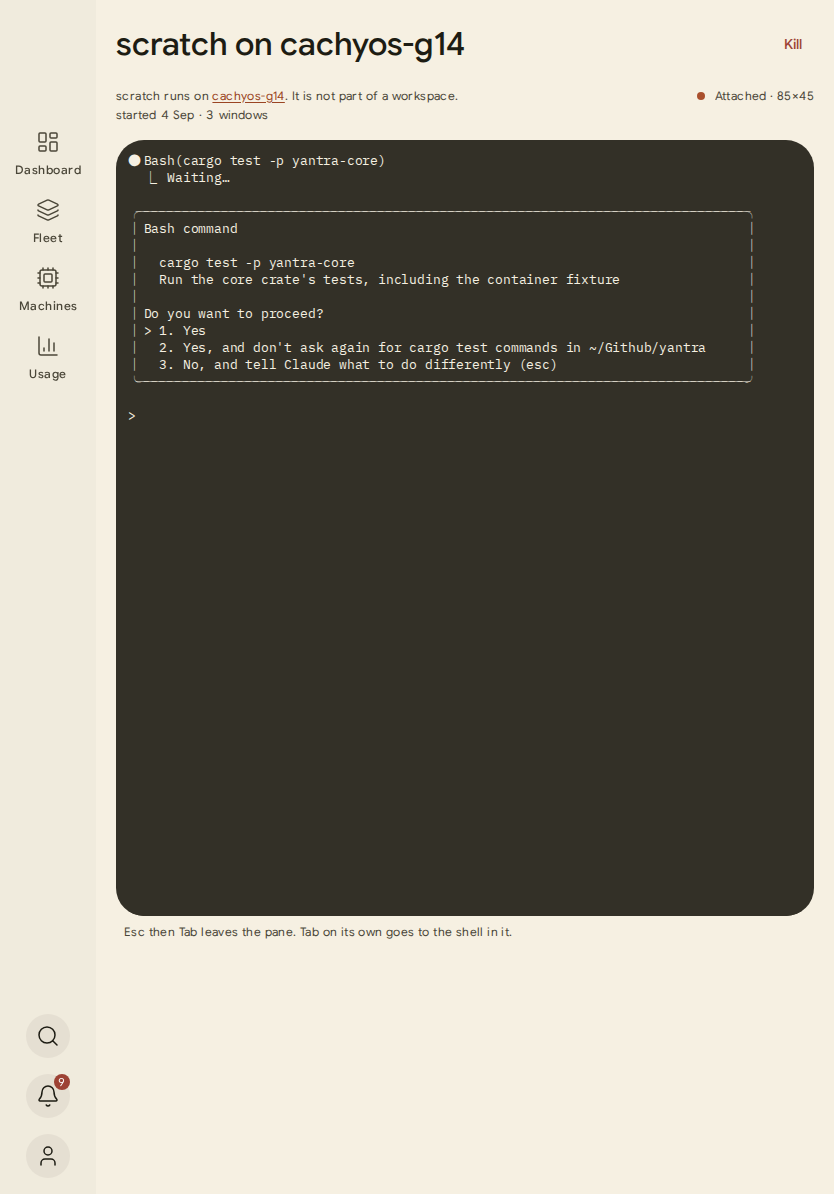 scratch on cachyos-g14
Kill
scratch runs on cachyos-g14. It is not part of a workspace.
Attached · 85×45
started 4 Sep · 3 windows
Dashboard
Fleet
Machines
Usage
● Bash(cargo test -p yantra-core)
⎿ Waiting…
Bash command
cargo test -p yantra-core
Run the core crate's tests, including the container fixture
Do you want to proceed?
> 1. Yes
2. Yes, and don't ask again for cargo test commands in ~/Github/yantra
3. No, and tell Claude what to do differently (esc)
>
Esc then Tab leaves the pane. Tab on its own goes to the shell in it.
9